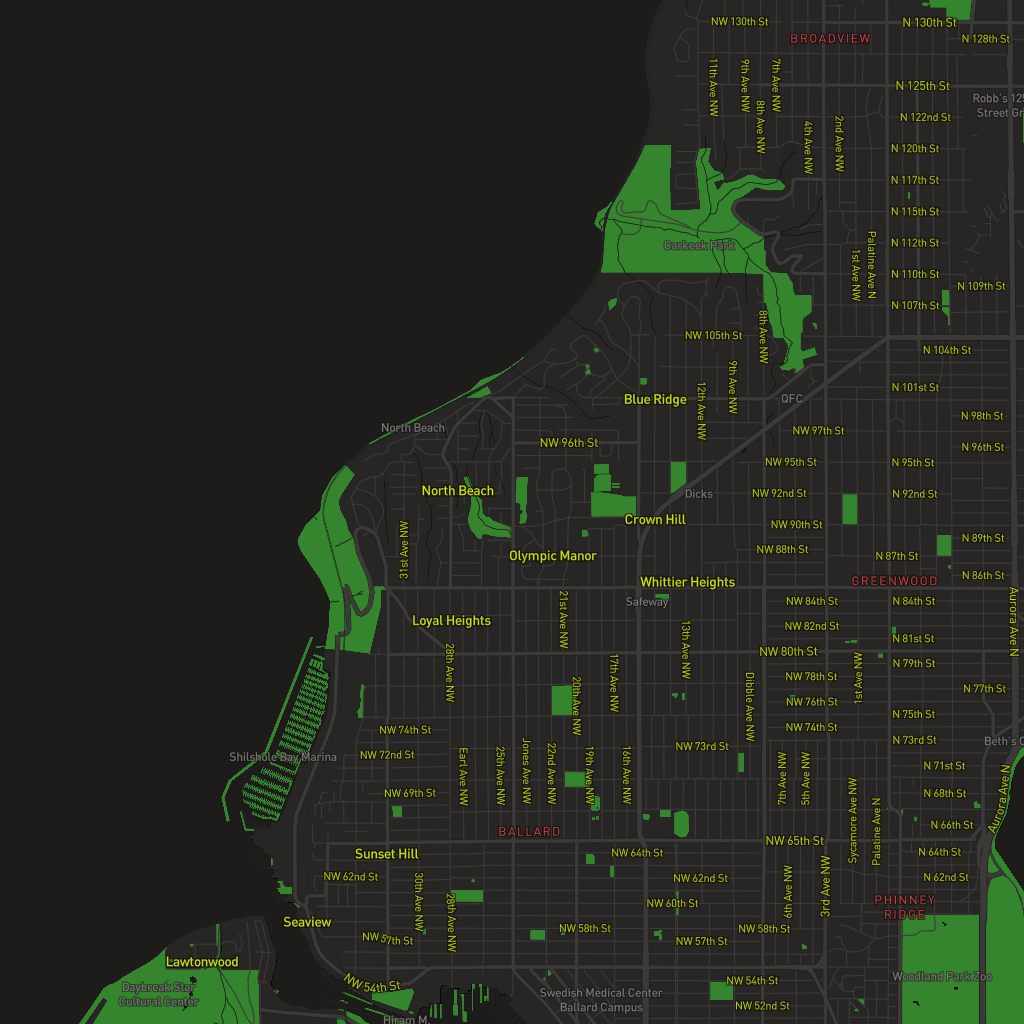 NW 130th St
N 130th St
BROADVIEW
N 128th St
11th Ave NW
9th Ave NW
7th Ave NW
8th Ave NW
N 125th St
Robb's 125
Street Gr
N 122nd St
4th Ave NW
2nd Ave NW
N 120th St
N 117th St
N 115th St
Carkeek Park
N 112th St
1st Ave NW
Palatine Ave N
N 110th St
N 109th St
N 107th St
NW 105th St
8th Ave NW
N 104th St
9th Ave NW
12th Ave NW
N 101st St
Blue Ridge
QFC
N 98th St
North Beach
NW 97th St
NW 96th St
N 96th St
NW 95th St
N 95th St
North Beach
Dicks
NW 92nd St
N 92nd St
Crown Hill
NW 90th St
31st Ave NW
N 89th St
NW 88th St
Olympic Manor
N 87th St
N 86th St
Whittier Heights
GREENWOOD
Safeway
NW 84th St
N 84th St
Aurora Ave N
21st Ave NW
Loyal Heights
NW 82nd St
13th Ave NW
N 81st St
NW 80th St
28th Ave NW
N 79th St
1st Ave NW
17th Ave NW
NW 78th St
N 77th St
20th Ave NW
Dibble Ave NW
NW 76th St
N 75th St
NW 74th St
NW 74th St
N 73rd St
Beth's C
NW 73rd St
Shilshole Bay Marina
NW 72nd St
Earl Ave NW
25th Ave NW
Jones Ave NW
22nd Ave NW
19th Ave NW
16th Ave NW
7th Ave NW
5th Ave NW
N 71st St
NW 69th St
N 68th St
Sycamore Ave NW
Palatine Ave N
Aurora Ave N
N 66th St
BALLARD
NW 65th St
Sunset Hill
NW 64th St
N 64th St
NW 62nd St
NW 62nd St
N 62nd St
30th Ave NW
28th Ave NW
6th Ave NW
3rd Ave NW
NW 60th St
PHINNEY
RIDGE
Seaview
NW 58th St
NW 58th St
NW 57th St
NW 57th St
Lawtonwood
Woodland Park Zoo
NW 54th St
NW 54th St
Daybreak Star
Cultural Center
Swedish Medical Center
Ballard Campus
NW 52nd St
Hiram M.